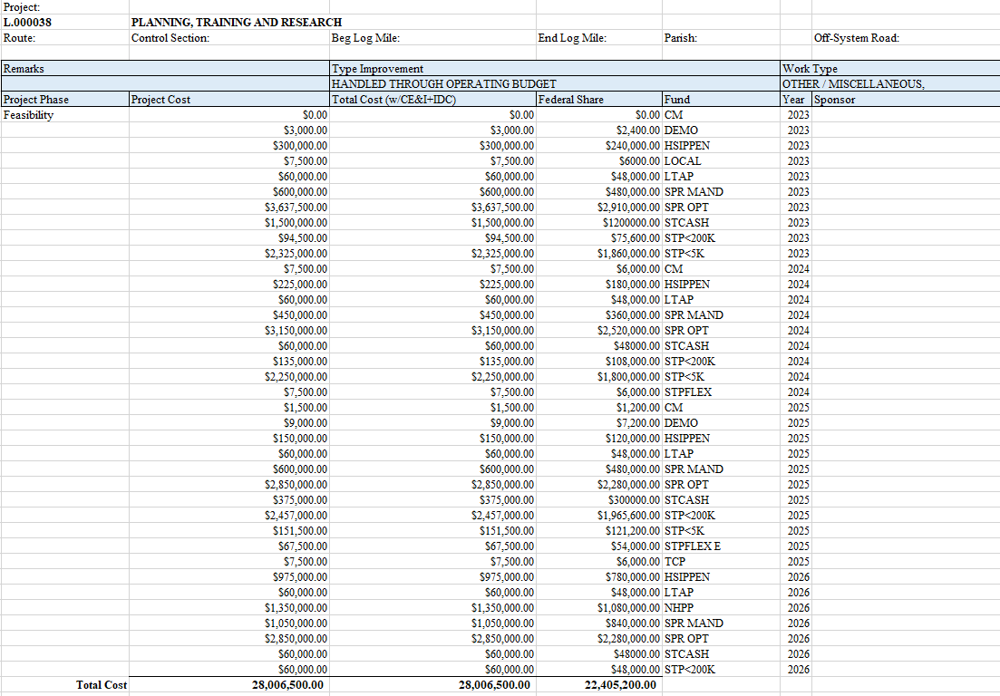 Project:
L.000038 PLANNING, TRAINING AND RESEARCH
Route: Control Section: Beg Log Mile: End Log Mile: Parish: Off-System Road:
Remarks Type Improvement Work Type
HANDLED THROUGH OPERATING BUDGET OTHER / MISCELLANEOUS,
Project Phase Project Cost Total Cost (w/CE&I+IDC) Federal Share Fund Year Sponsor
Feasibility $0.00 $0.00 $0.00 CM 2023
$3,000.00 $3,000.00 $2,400.00 DEMO 2023
$300,000.00 $300,000.00 $240,000.00 HSIPPEN 2023
$7,500.00 $7,500.00 $6000.00 LOCAL 2023
$60,000.00 $60,000.00 $48,000.00 LTAP 2023
$600,000.00 $600,000.00 $480,000.00 SPR MAND 2023
$3,637,500.00 $3,637,500.00 $2,910,000.00 SPR OPT 2023
$1,500,000.00 $1,500,000.00 $1200000.00 STCASH 2023
$94,500.00 $94,500.00 $75,600.00 STP<200K 2023
$2,325,000.00 $2,325,000.00 $1,860,000.00 STP<5K 2023
$7,500.00 $7,500.00 $6,000.00 CM 2024
$225,000.00 $225,000.00 $180,000.00 HSIPPEN 2024
$60,000.00 $60,000.00 $48,000.00 LTAP 2024
$450,000.00 $450,000.00 $360,000.00 SPR MAND 2024
$3,150,000.00 $3,150,000.00 $2,520,000.00 SPR OPT 2024
$60,000.00 $60,000.00 $48000.00 STCASH 2024
$135,000.00 $135,000.00 $108,000.00 STP<200K 2024
$2,250,000.00 $2,250,000.00 $1,800,000.00 STP<5K 2024
$7,500.00 $7,500.00 $6,000.00 STPFLEX 2024
$1,500.00 $1,500.00 $1,200.00 CM 2025
$9,000.00 $9,000.00 $7,200.00 DEMO 2025
$150,000.00 $150,000.00 $120,000.00 HSIPPEN 2025
$60,000.00 $60,000.00 $48,000.00 LTAP 2025
$600,000.00 $600,000.00 $480,000.00 SPR MAND 2025
$2,850,000.00 $2,850,000.00 $2,280,000.00 SPR OPT 2025
$375,000.00 $375,000.00 $300000.00 STCASH 2025
$2,457,000.00 $2,457,000.00 $1,965,600.00 STP<200K 2025
$151,500.00 $151,500.00 $121,200.00 STP<5K 2025
$67,500.00 $67,500.00 $54,000.00 STPFLEX E 2025
$7,500.00 $7,500.00 $6,000.00 TCP 2025
$975,000.00 $975,000.00 $780,000.00 HSIPPEN 2026
$60,000.00 $60,000.00 $48,000.00 LTAP 2026
$1,350,000.00 $1,350,000.00 $1,080,000.00 NHPP 2026
$1,050,000.00 $1,050,000.00 $840,000.00 SPR MAND 2026
$2,850,000.00 $2,850,000.00 $2,280,000.00 SPR OPT 2026
$60,000.00 $60,000.00 $48000.00 STCASH 2026
$60,000.00 $60,000.00 $48,000.00 STP<200K 2026
Total Cost 28,006,500.00 28,006,500.00 22,405,200.00